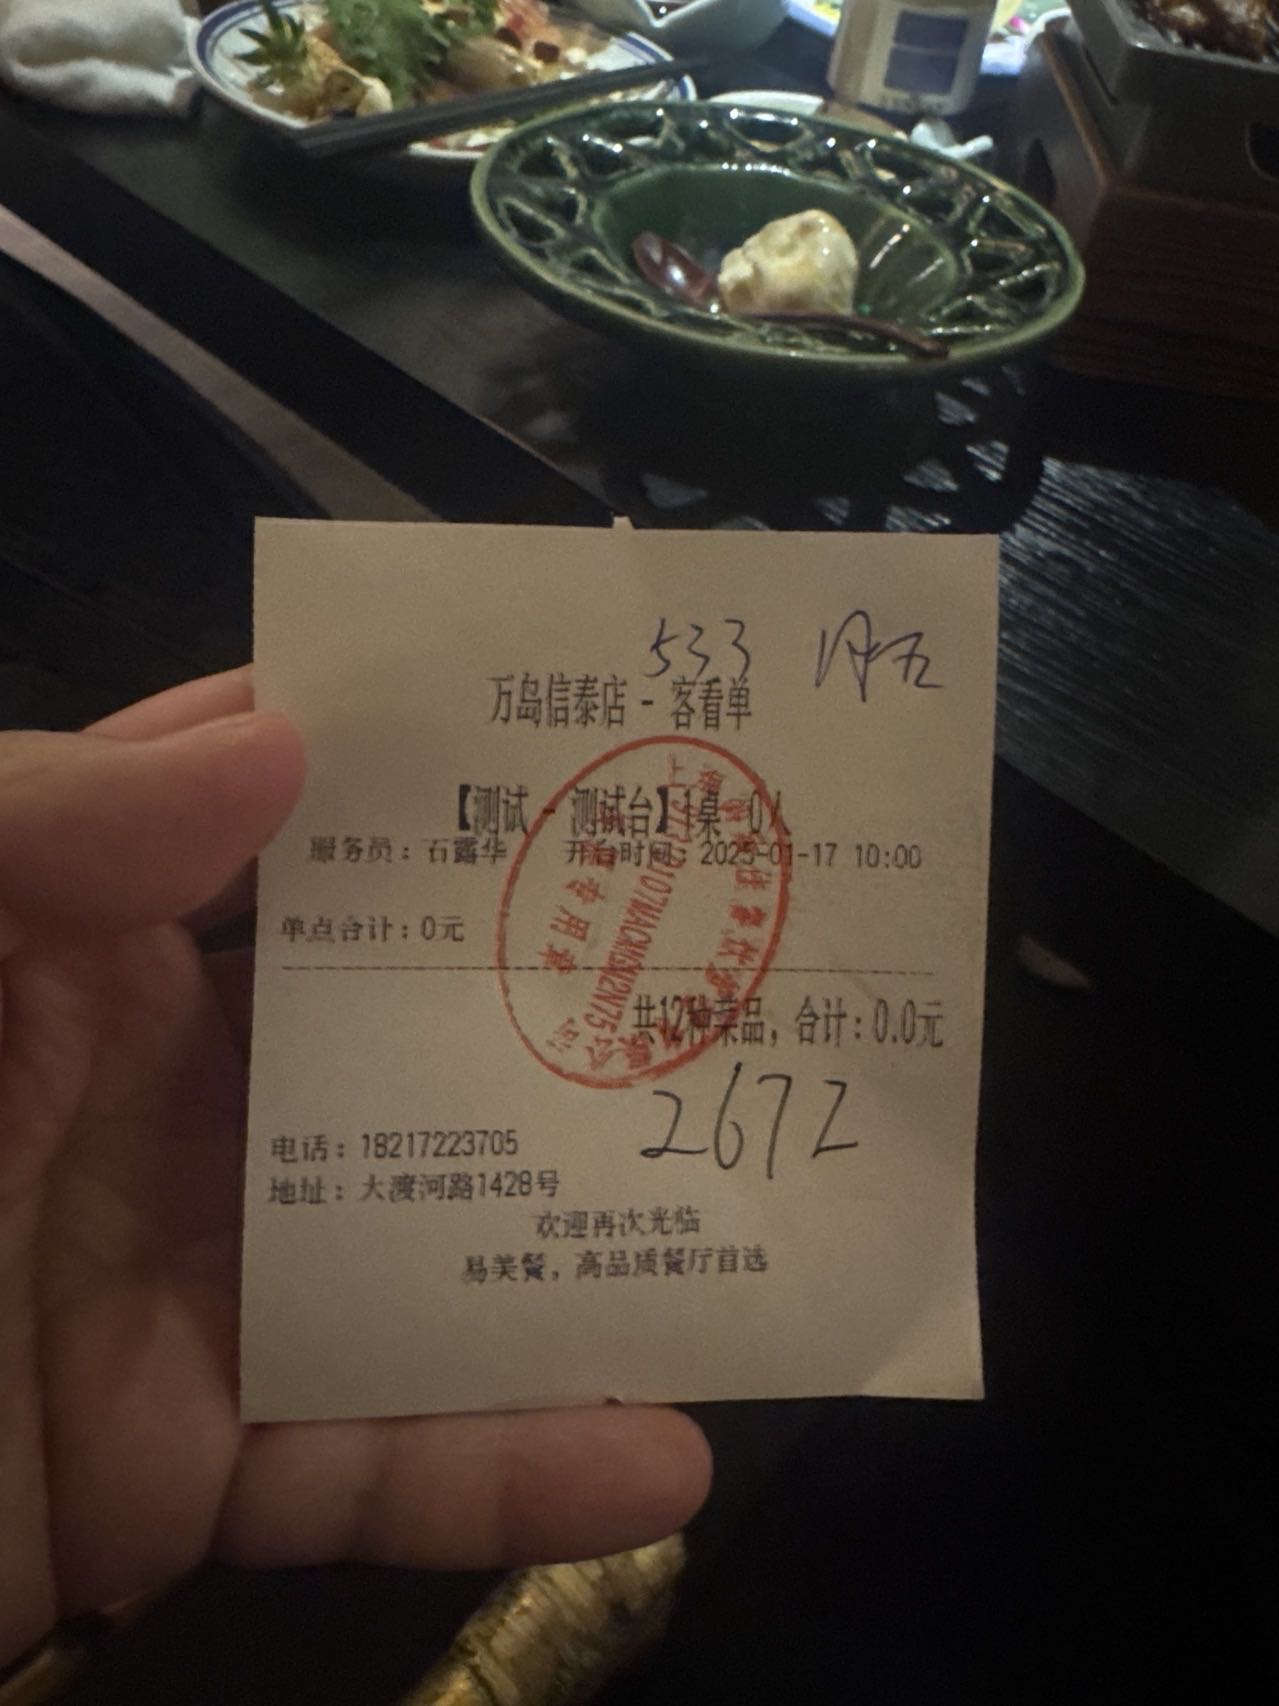 533
万岛信泰店 - 客看单
【测试 - 测试台】1桌 0人
服务员：石露华 开台时间：2025-01-17 10:00
单点合计：0元
共12种菜品，合计：0.0元
2672
电话：18217223705
地址：大渡河路1428号
欢迎再次光临
易美餐，高品质餐厅首选
专用章